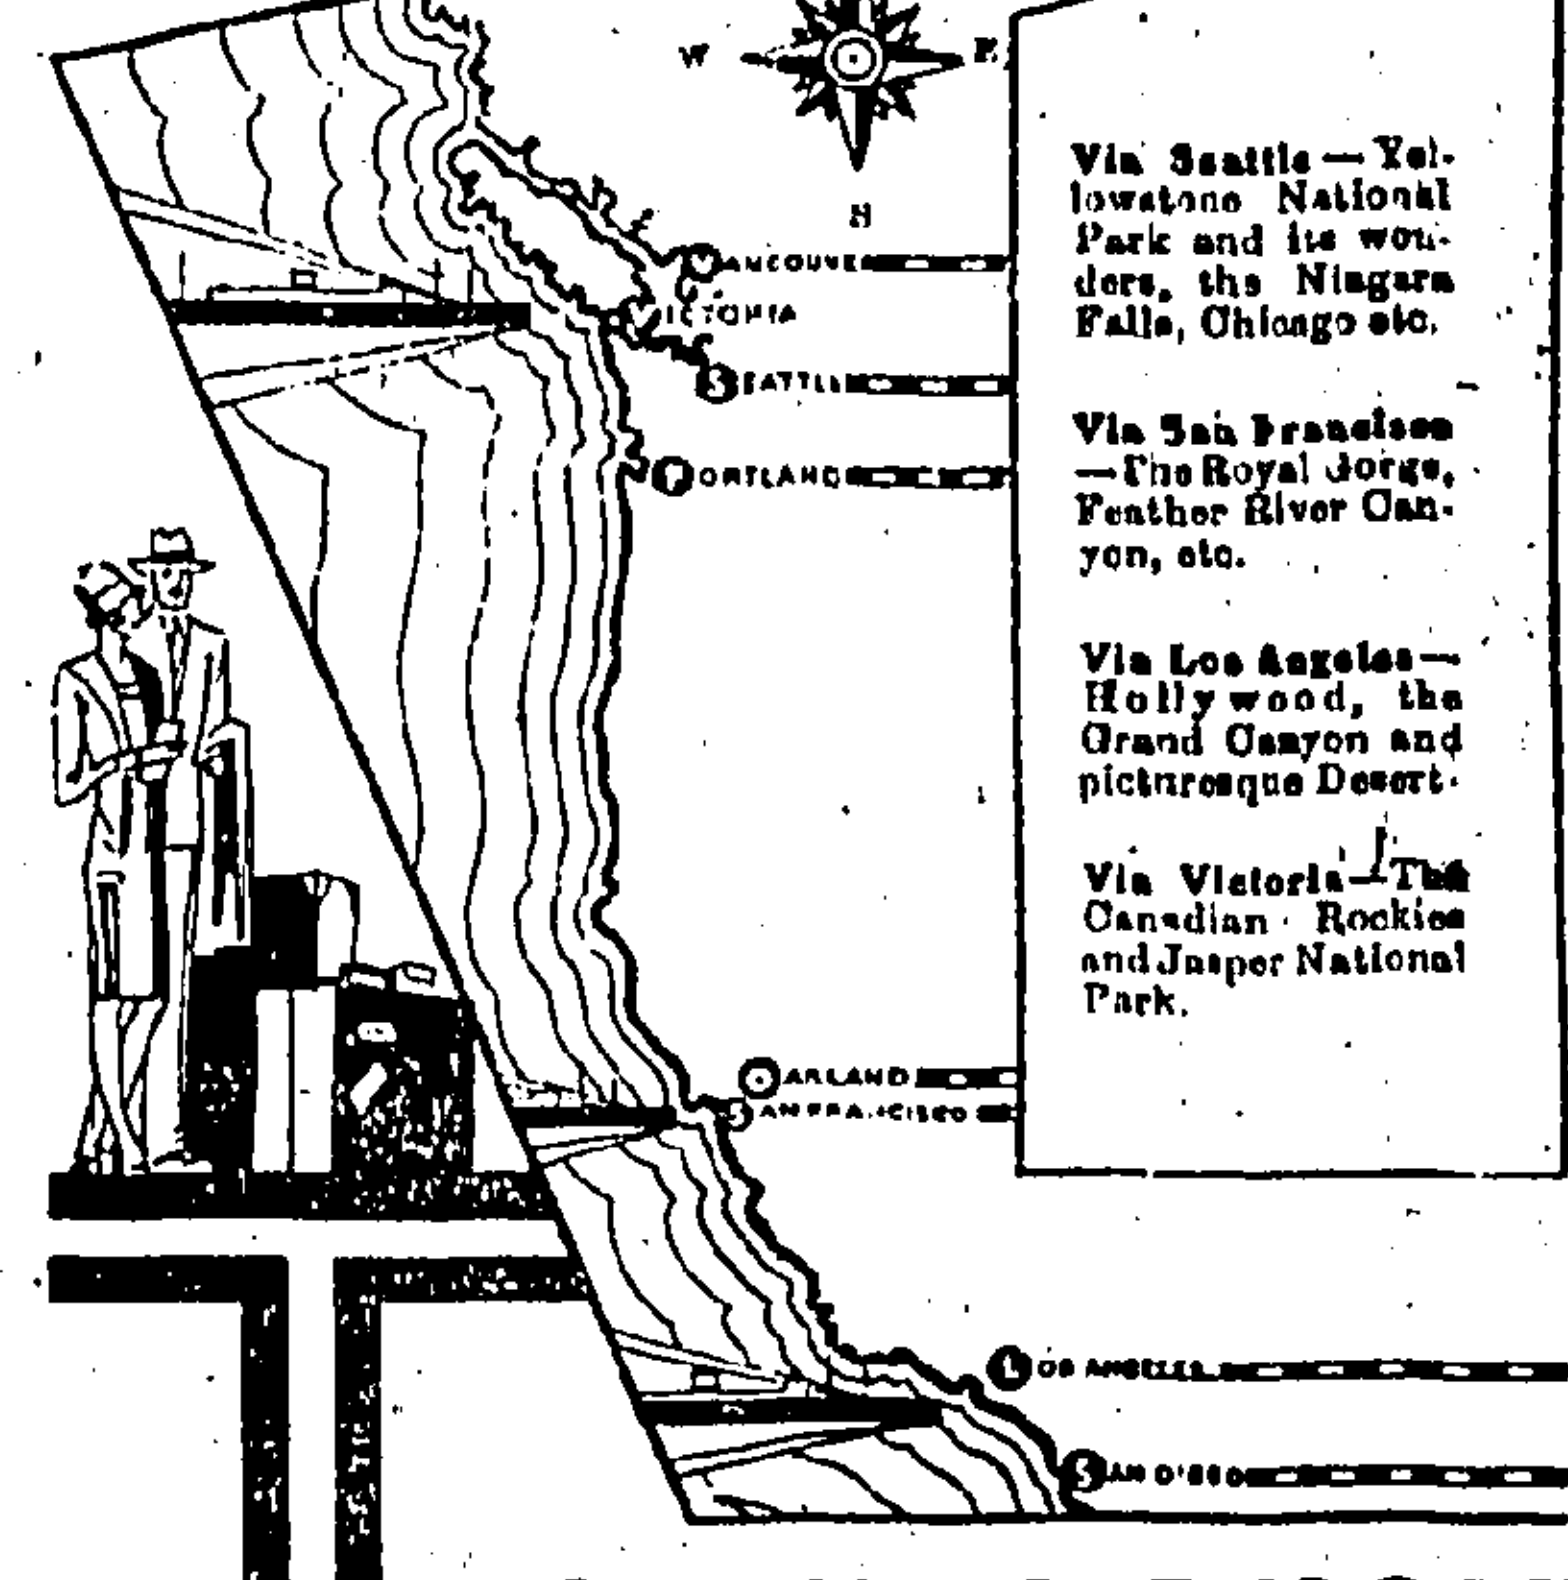 W
E
S
VANCOUVER
VICTORIA
SEATTLE
PORTLAND
Via Seattle — Yel-
lowstone National
Park and its won-
ders, the Niagara
Falls, Chicago etc.
Via San Francisco
—The Royal Gorge,
Feather River Can-
yon, etc.
Via Los Angeles—
Hollywood, the
Grand Canyon and
picturesque Desert.
Via Victoria—The
Canadian Rockies
and Jasper National
Park.
OAKLAND
SAN FRANCISCO
LOS ANGELES
SAN DIEGO